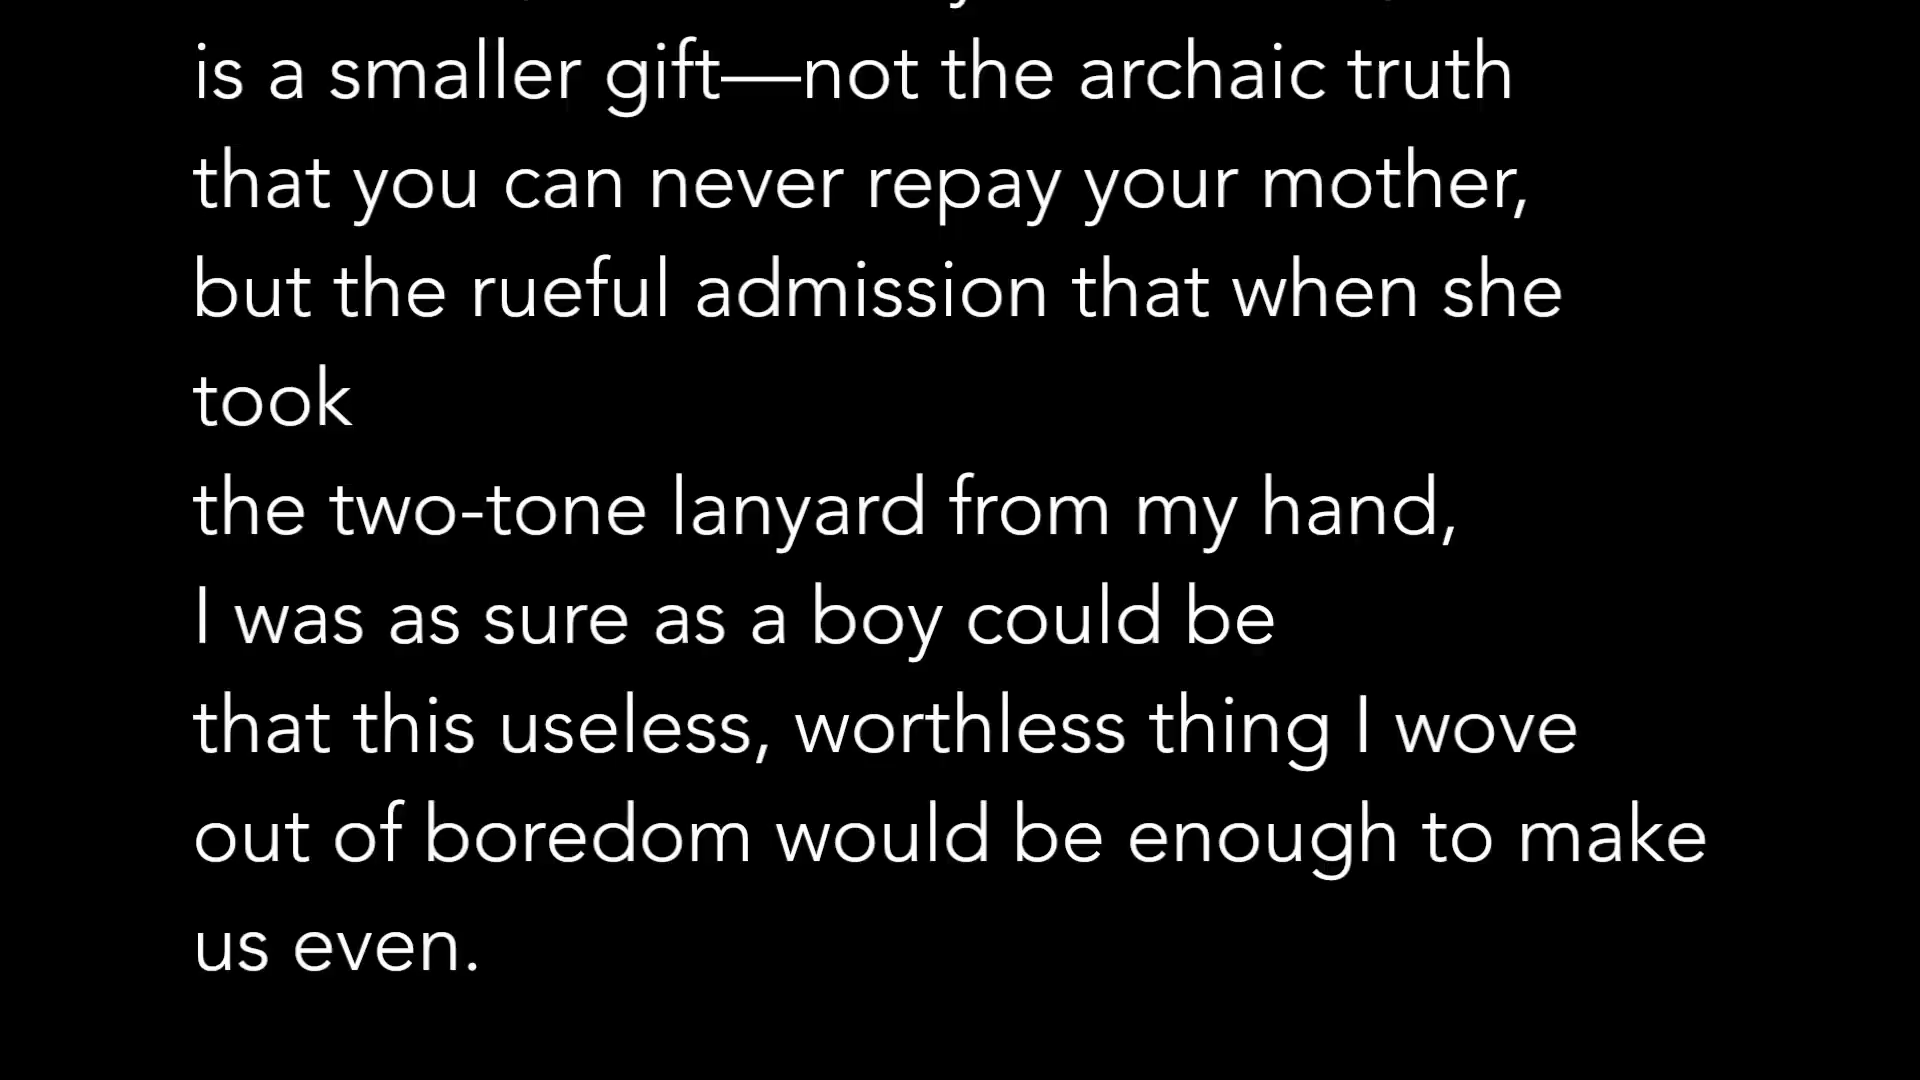 is a smaller gift—not the archaic truth
that you can never repay your mother,
but the rueful admission that when she
took
the two-tone lanyard from my hand,
I was as sure as a boy could be
that this useless, worthless thing I wove
out of boredom would be enough to make
us even.